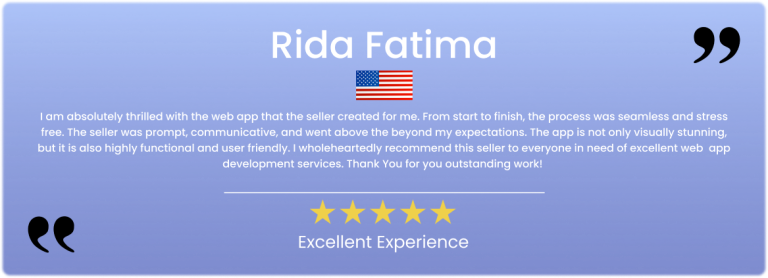 Rida Fatima
I am absolutely thrilled with the web app that the seller created for me. From start to finish, the process was seamless and stress
free. The seller was prompt, communicative, and went above the beyond my expectations. The app is not only visually stunning,
but it is also highly functional and user friendly. I wholeheartedly recommend this seller to everyone in need of excellent web app
development services. Thank You for you outstanding work!
Excellent Experience